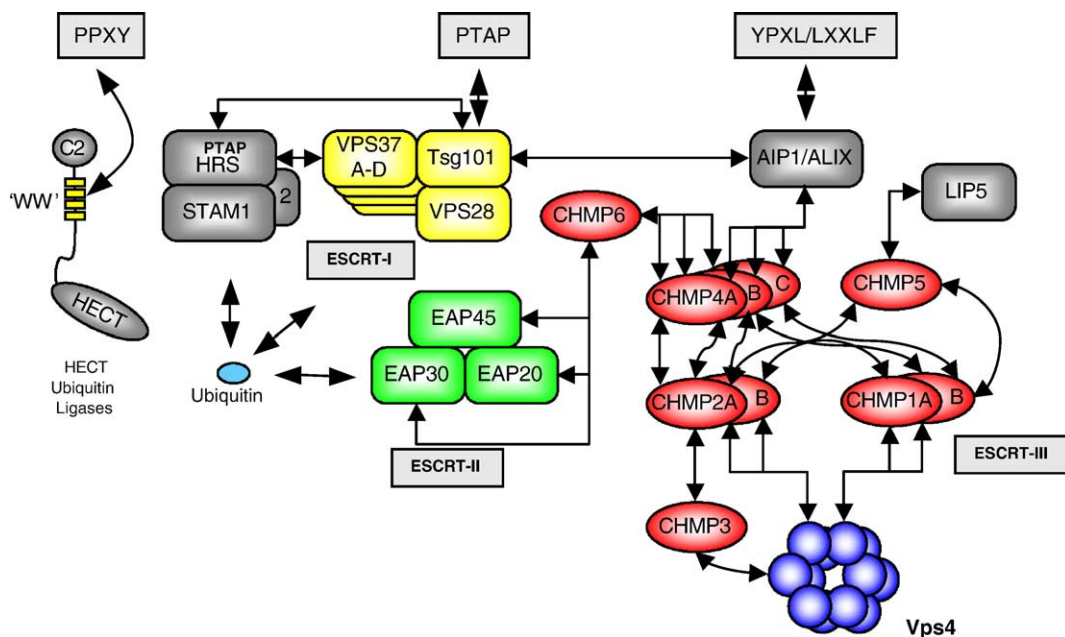 PPXY
PTAP
YPXL/LXXLF
C2
'WW'
HECT
HECT
Ubiquitin
Ligases
PTAP
HRS
STAM1
2
VPS37
A-D
Tsg101
VPS28
ESCRT-I
AIP1/ALIX
LIP5
CHMP6
CHMP4A
B
C
CHMP5
EAP45
EAP30
EAP20
Ubiquitin
CHMP2A
B
CHMP1A
B
ESCRT-II
ESCRT-III
CHMP3
Vps4